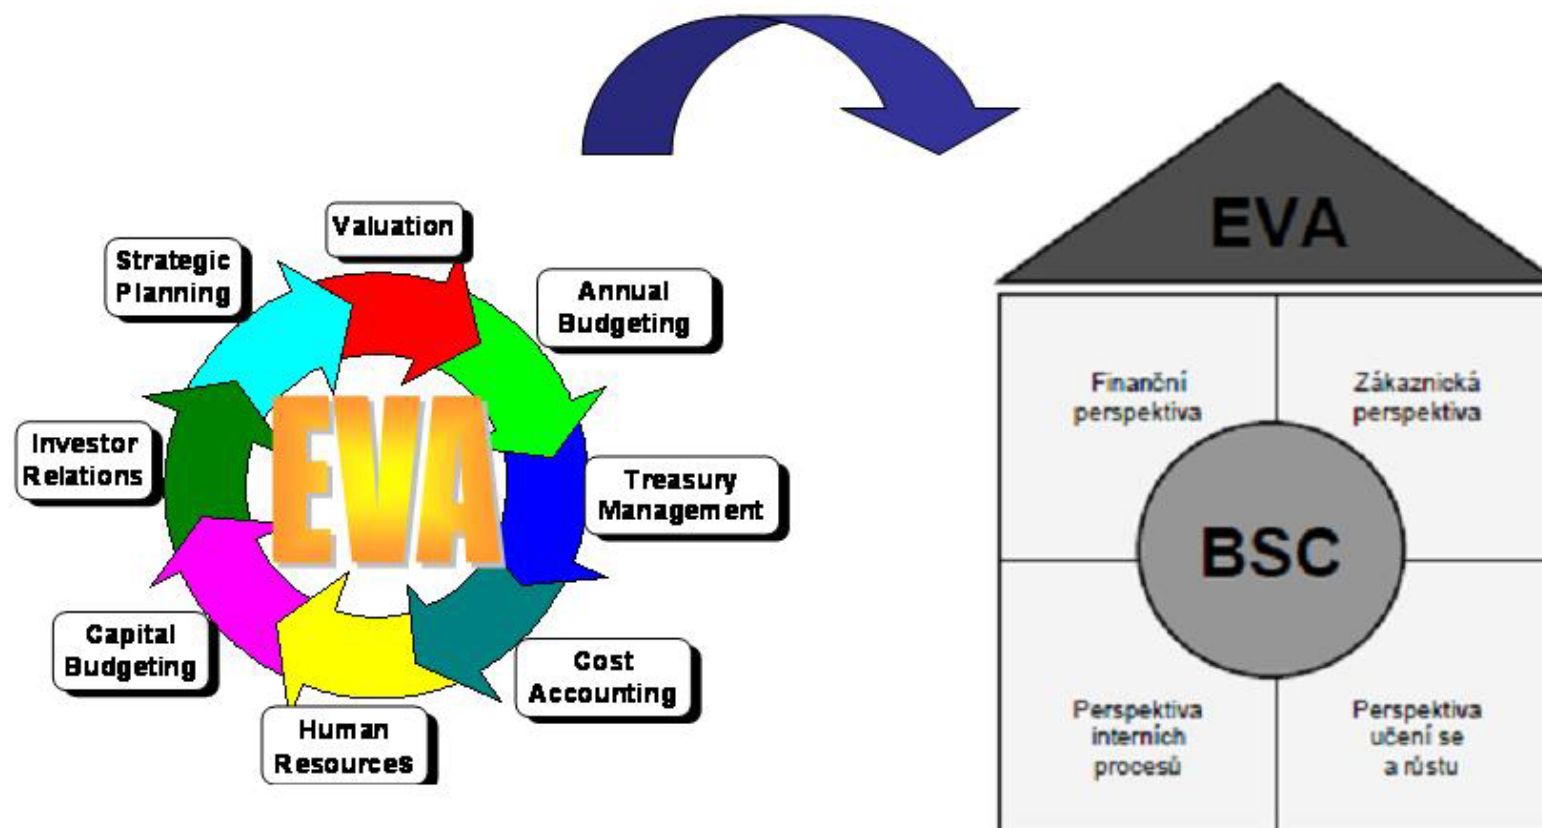 Valuation
Strategic
Planning
Annual
Budgeting
Investor
Relations
EVA
Treasury
Management
Capital
Budgeting
Cost
Accounting
Human
Resources
EVA
Finanční
perspektiva
Zákaznická
perspektiva
BSC
Perspektiva
interních
procesů
Perspektiva
učení se
a růstu